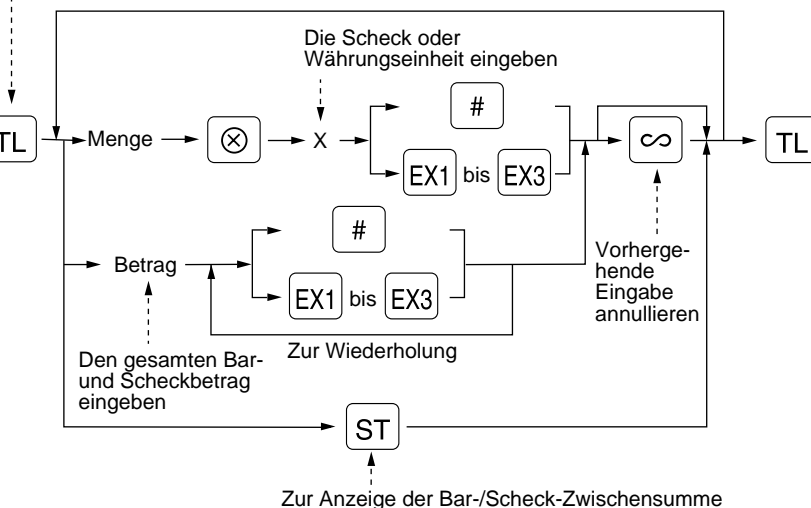 Die Scheck oder
Währungseinheit eingeben
#
TL
Menge
⊗
X
∞
TL
EX1 bis EX3
#
Betrag
EX1 bis EX3
Vorherge-
hende
Eingabe
annullieren
Zur Wiederholung
Den gesamten Bar-
und Scheckbetrag
eingeben
ST
Zur Anzeige der Bar-/Scheck-Zwischensumme